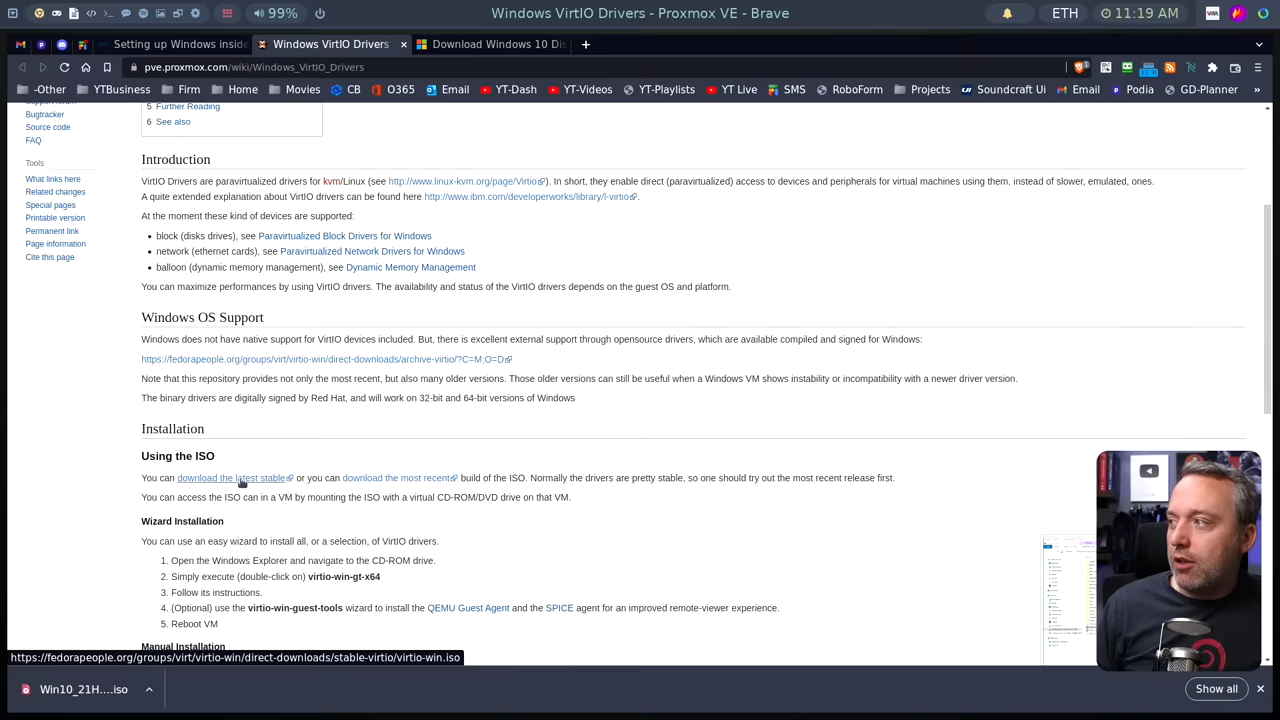 99%
Windows VirtIO Drivers - Proxmox VE - Brave
ETH
11:19 AM
Setting up Windows inside
Windows VirtIO Drivers
Download Windows 10 Dis
pve.proxmox.com/wiki/Windows_VirtIO_Drivers
-Other
YTBusiness
Firm
Home
Movies
CB
O365
Email
YT-Dash
YT-Videos
YT-Playlists
YT Live
SMS
RoboForm
Projects
Soundcraft Ui
Email
Podia
GD-Planner
»
Bugtracker
Source code
FAQ
Tools
What links here
Related changes
Special pages
Printable version
Permanent link
Page information
Cite this page
5 Further Reading
6 See also
Introduction
VirtIO Drivers are paravirtualized drivers for kvm/Linux (see http://www.linux-kvm.org/page/Virtio). In short, they enable direct (paravirtualized) access to devices and peripherals for virtual machines using them, instead of slower, emulated, ones.
A quite extended explanation about VirtIO drivers can be found here http://www.ibm.com/developerworks/library/l-virtio.
At the moment these kind of devices are supported:
block (disks drives), see Paravirtualized Block Drivers for Windows
network (ethernet cards), see Paravirtualized Network Drivers for Windows
balloon (dynamic memory management), see Dynamic Memory Management
You can maximize performances by using VirtIO drivers. The availability and status of the VirtIO drivers depends on the guest OS and platform.
Windows OS Support
Windows does not have native support for VirtIO devices included. But, there is excellent external support through opensource drivers, which are available compiled and signed for Windows:
https://fedorapeople.org/groups/virt/virtio-win/direct-downloads/archive-virtio/?C=M;O=D
Note that this repository provides not only the most recent, but also many older versions. Those older versions can still be useful when a Windows VM shows instability or incompatibility with a newer driver version.
The binary drivers are digitally signed by Red Hat, and will work on 32-bit and 64-bit versions of Windows
Installation
Using the ISO
You can download the latest stable or you can download the most recent build of the ISO. Normally the drivers are pretty stable, so one should try out the most recent release first.
You can access the ISO can in a VM by mounting the ISO with a virtual CD-ROM/DVD drive on that VM.
Wizard Installation
You can use an easy wizard to install all, or a selection, of VirtIO drivers.
1. Open the Windows Explorer and navigate to the CD-ROM drive.
2. Simply execute (double-click on) virtio-win-gt-x64
3. Follow its instructions.
4. (Optional) use the virtio-win-guest-tools wizard to install the QEMU Guest Agent and the SPICE agent for an improved remote-viewer experience.
5. Reboot VM
Manual Installation
https://fedorapeople.org/groups/virt/virtio-win/direct-downloads/stable-virtio/virtio-win.iso
Win10_21H....iso
Show all